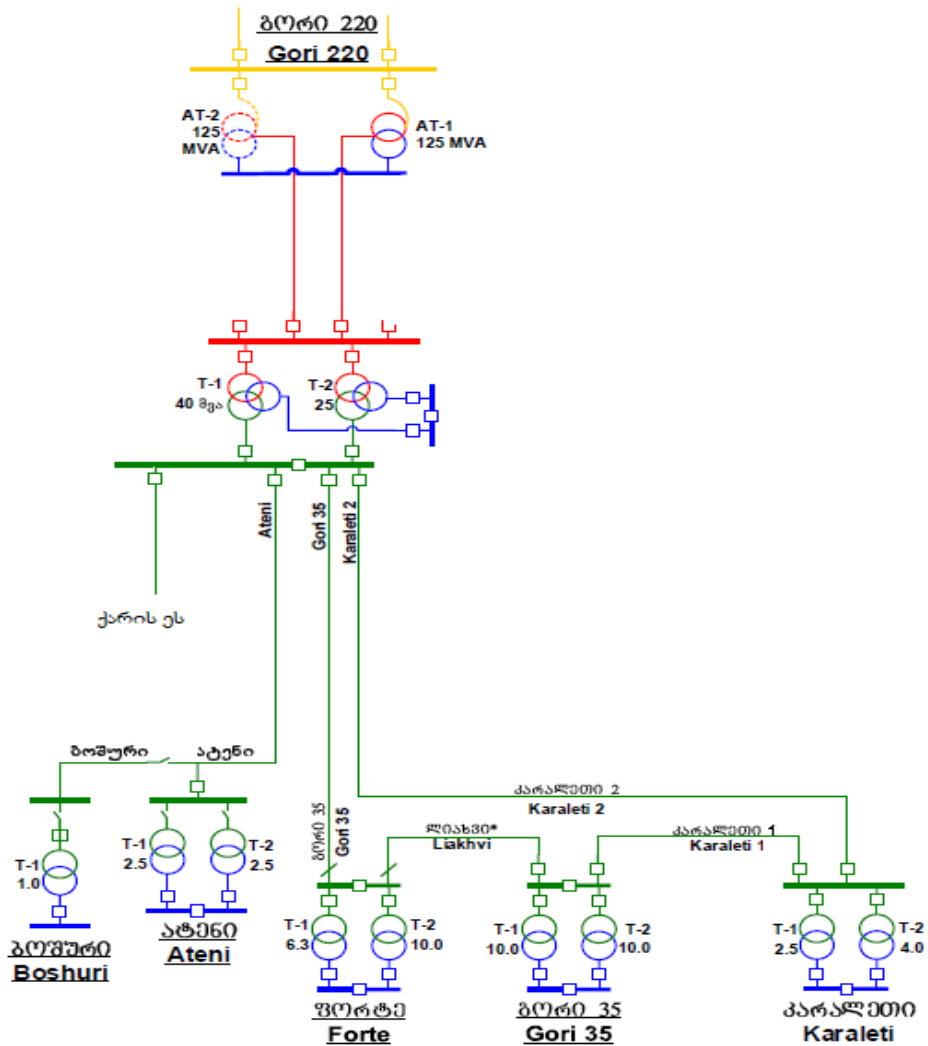 გორი 220
Gori 220
AT-2
125
MVA
AT-1
125 MVA
T-1
40 მვა
T-2
25
Ateni
Gori 35
Karaleti 2
ქარის ეს
ბოშური
ატენი
გორი 35
Gori 35
ლიახვი*
Liakhvi
კარალეთი 2
Karaleti 2
კარალეთი 1
Karaleti 1
T-1
1.0
T-1
2.5
T-2
2.5
T-1
6.3
T-2
10.0
T-1
10.0
T-2
10.0
T-1
2.5
T-2
4.0
ბოშური
Boshuri
ატენი
Ateni
ფორტე
Forte
გორი 35
Gori 35
კარალეთი
Karaleti